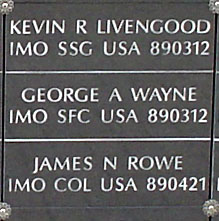 KEVIN R LIVENGOOD
IMO SSG USA 890312
GEORGE A WAYNE
IMO SFC USA 890312
JAMES N ROWE
IMO COL USA 890421